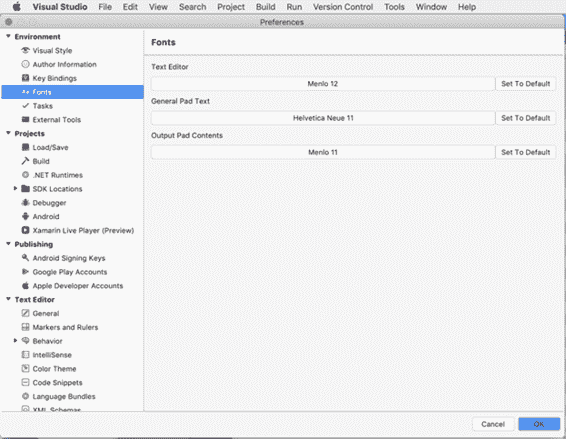 Visual Studio File Edit View Search Project Build Run Version Control Tools Window Help
Preferences
Environment
Visual Style
Author Information
Key Bindings
Fonts
Tasks
External Tools
Projects
Load/Save
Build
.NET Runtimes
SDK Locations
Debugger
Android
Xamarin Live Player (Preview)
Publishing
Android Signing Keys
Google Play Accounts
Apple Developer Accounts
Text Editor
General
Markers and Rulers
Behavior
IntelliSense
Color Theme
Code Snippets
Language Bundles
XML Schemas
Fonts
Text Editor
Menlo 12 Set To Default
General Pad Text
Helvetica Neue 11 Set To Default
Output Pad Contents
Menlo 11 Set To Default
Cancel OK